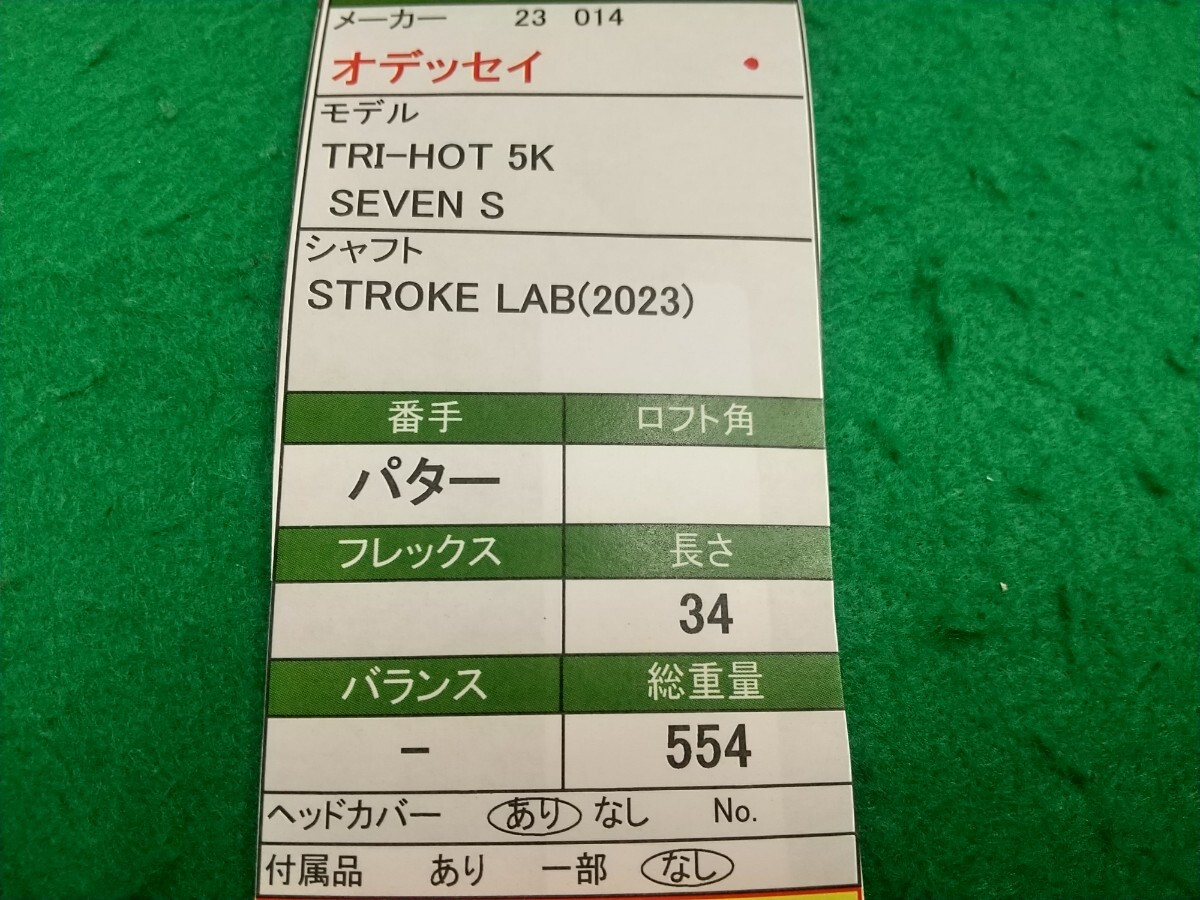 メーカー 23 014
オデッセイ
モデル
TRI-HOT 5K
SEVEN S
シャフト
STROKE LAB(2023)
番手 ロフト角
パター
フレックス 長さ
34
バランス 総重量
- 554
ヘッドカバー あり なし No.
付属品 あり 一部 なし